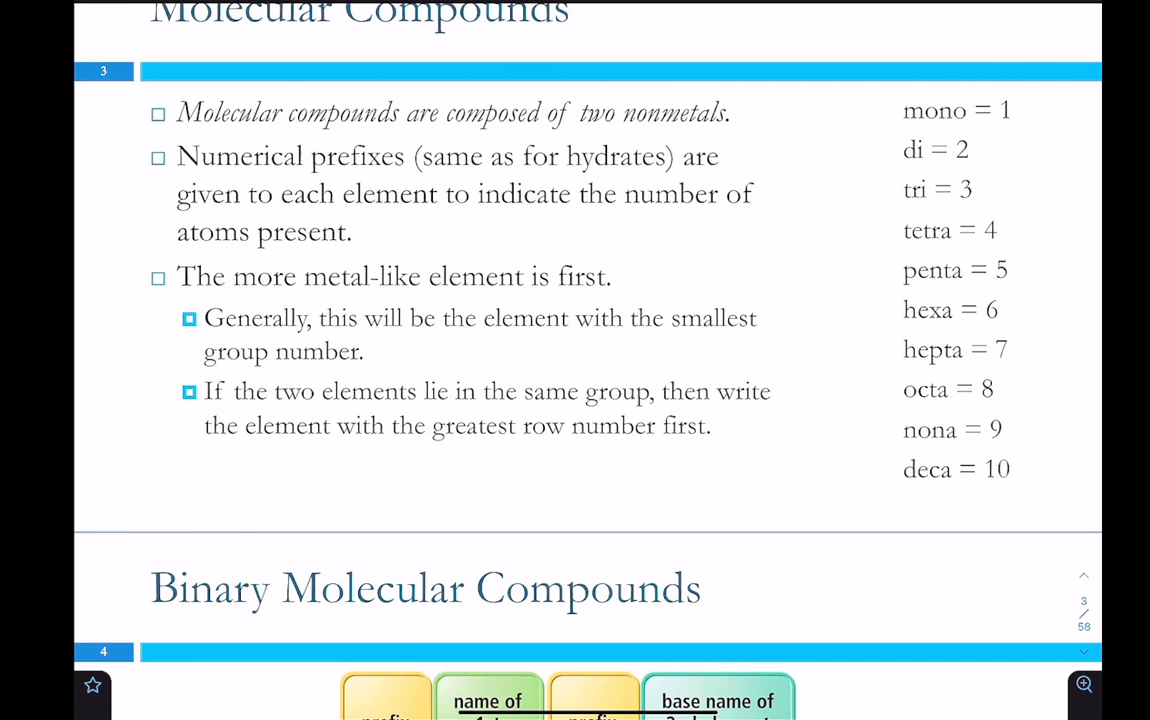 Molecular Compounds
3
Molecular compounds are composed of two nonmetals.
Numerical prefixes (same as for hydrates) are
given to each element to indicate the number of
atoms present.
The more metal-like element is first.
Generally, this will be the element with the smallest
group number.
If the two elements lie in the same group, then write
the element with the greatest row number first.
mono = 1
di = 2
tri = 3
tetra = 4
penta = 5
hexa = 6
hepta = 7
octa = 8
nona = 9
deca = 10
Binary Molecular Compounds
3
/
58
4
name of
base name of
prefix
prefix